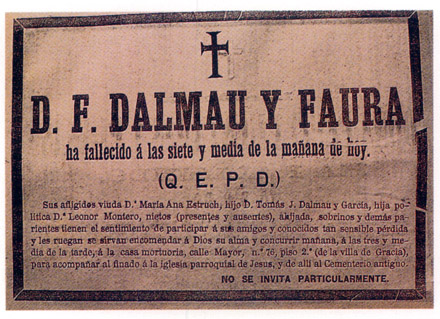 D. F. DALMAU Y FAURA
ha fallecido á las siete y media de la mañana de hoy.
(Q. E. P. D.)
Sus afligidos viuda D.ª María Ana Estruch, hijo D. Tomás J. Dalmau y García, hija po
lítica D.ª Leonor Montero, nietos (presentes y ausentes), ahijada, sobrinos y demás pa-
rientes tienen el sentimiento de participar á sus amigos y conocidos tan sensible pérdida
y les ruegan se sirvan encomendar á Dios su alma y concurrir mañana, á las tres y me-
dia de la tarde, á la casa mortuoria, calle Mayor, n.º 76, piso 2.º (de la villa de Gracia),
para acompañar al finado á la iglesia parroquial de Jesus, y de allí al Cementerio antiguo.
NO SE INVITA PARTICULARMENTE.